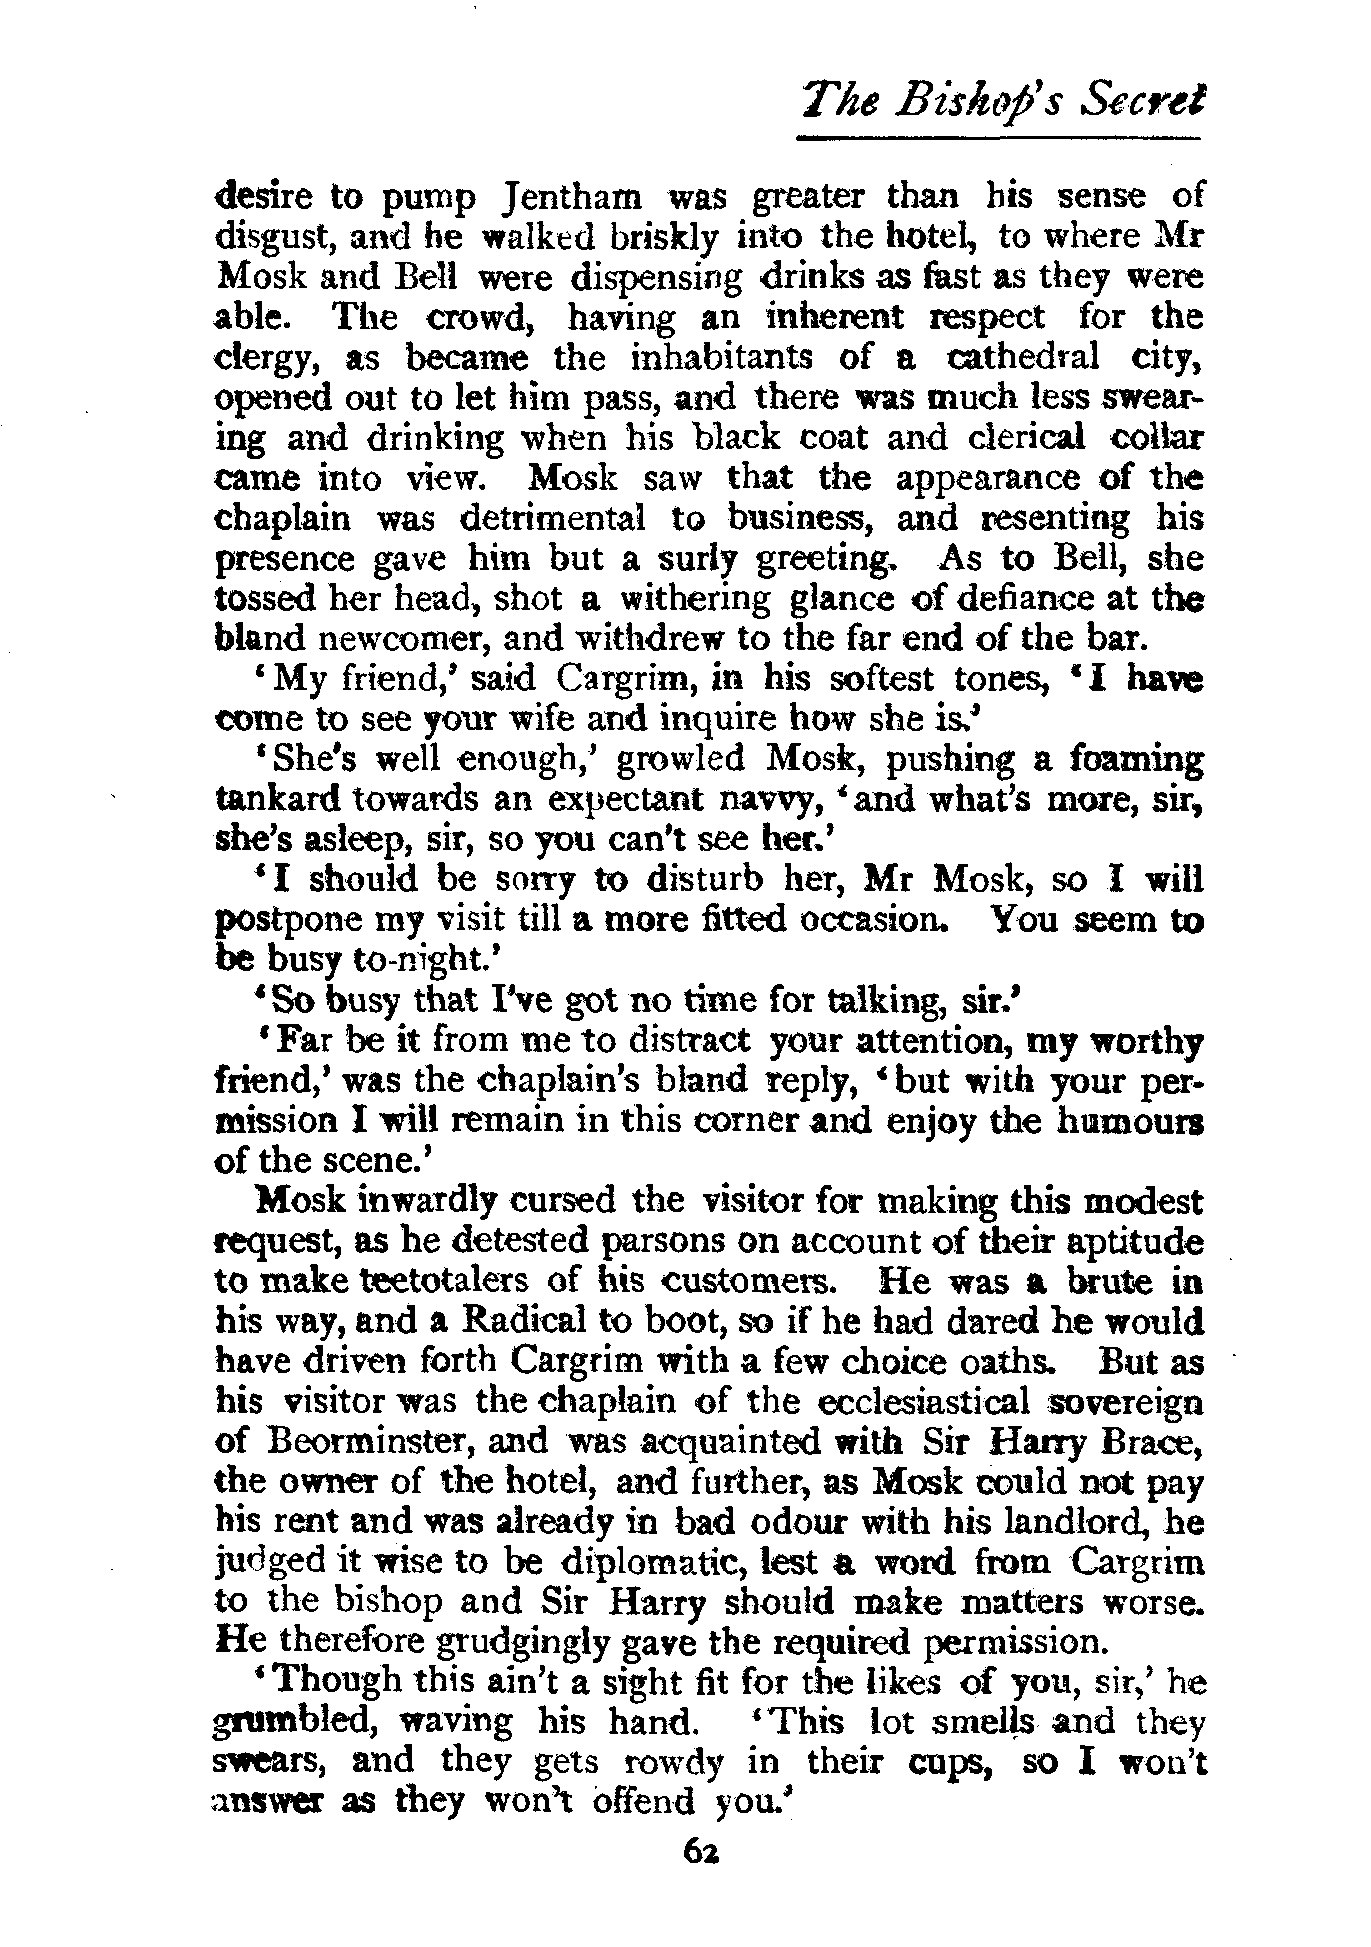 The Bishop's Secret
desire to pump Jentham was greater than his sense of
disgust, and he walked briskly into the hotel, to where Mr
Mosk and Bell were dispensing drinks as fast as they were
able. The crowd, having an inherent respect for the
clergy, as became the inhabitants of a cathedral city,
opened out to let him pass, and there was much less swear-
ing and drinking when his black coat and clerical collar
came into view. Mosk saw that the appearance of the
chaplain was detrimental to business, and resenting his
presence gave him but a surly greeting. As to Bell, she
tossed her head, shot a withering glance of defiance at the
bland newcomer, and withdrew to the far end of the bar.
‘My friend,’ said Cargrim, in his softest tones, ‘I have
come to see your wife and inquire how she is.’
‘She's well enough,’ growled Mosk, pushing a foaming
tankard towards an expectant navvy, ‘and what's more, sir,
she's asleep, sir, so you can't see her.’
‘I should be sorry to disturb her, Mr Mosk, so I will
postpone my visit till a more fitted occasion. You seem to
be busy to-night.’
‘So busy that I've got no time for talking, sir.’
‘Far be it from me to distract your attention, my worthy
friend,’ was the chaplain's bland reply, ‘but with your per-
mission I will remain in this corner and enjoy the humours
of the scene.’
Mosk inwardly cursed the visitor for making this modest
request, as he detested parsons on account of their aptitude
to make teetotalers of his customers. He was a brute in
his way, and a Radical to boot, so if he had dared he would
have driven forth Cargrim with a few choice oaths. But as
his visitor was the chaplain of the ecclesiastical sovereign
of Beorminster, and was acquainted with Sir Harry Brace,
the owner of the hotel, and further, as Mosk could not pay
his rent and was already in bad odour with his landlord, he
judged it wise to be diplomatic, lest a word from Cargrim
to the bishop and Sir Harry should make matters worse.
He therefore grudgingly gave the required permission.
‘Though this ain't a sight fit for the likes of you, sir,’ he
grumbled, waving his hand. ‘This lot smells and they
swears, and they gets rowdy in their cups, so I won't
answer as they won't offend you.’
62